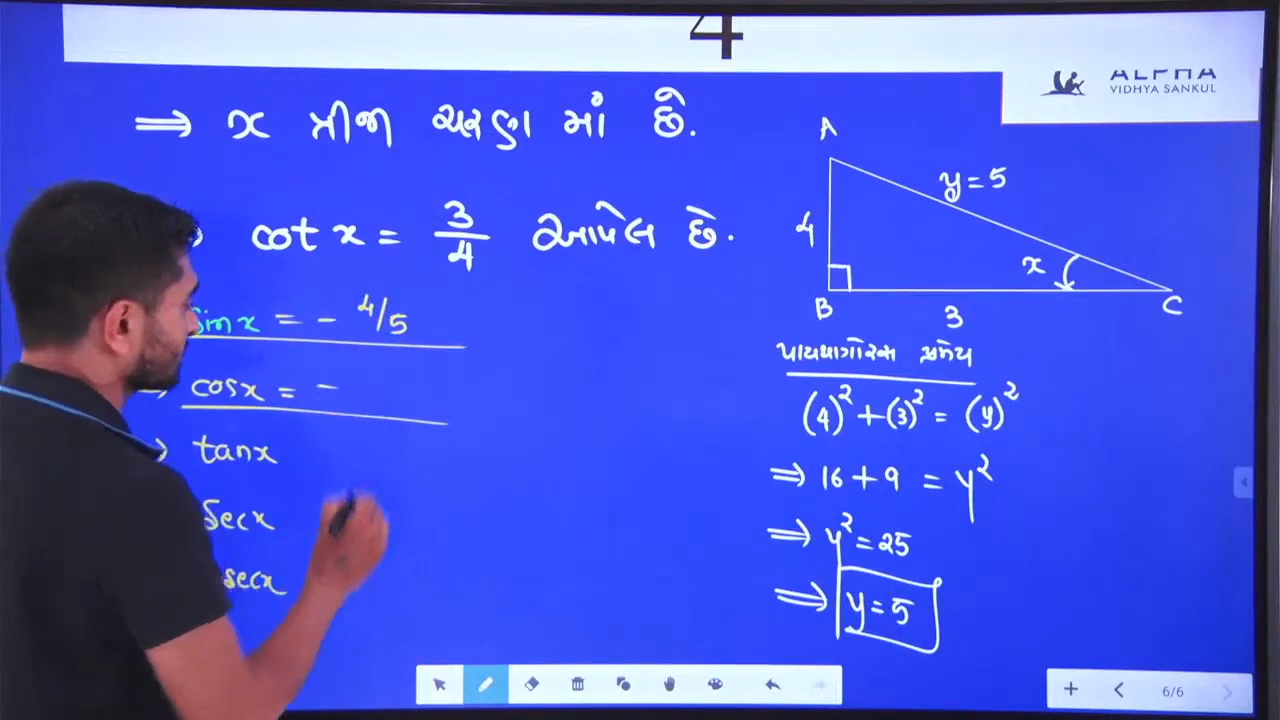 4
ALPHA
VIDHYA SANKUL
⇒ x ત્રીજા ચરણ માં છે.
cot x = 3/4 આપેલ છે.
sin x = - 4/5
→ cosx = -
tanx
secx
secx
A
y = 5
4
x
B
3
C
પાયથાગોરસ પ્રમેય
(4)² + (3)² = (y)²
⇒ 16 + 9 = y²
⇒ y² = 25
⇒ y = 5
6/6